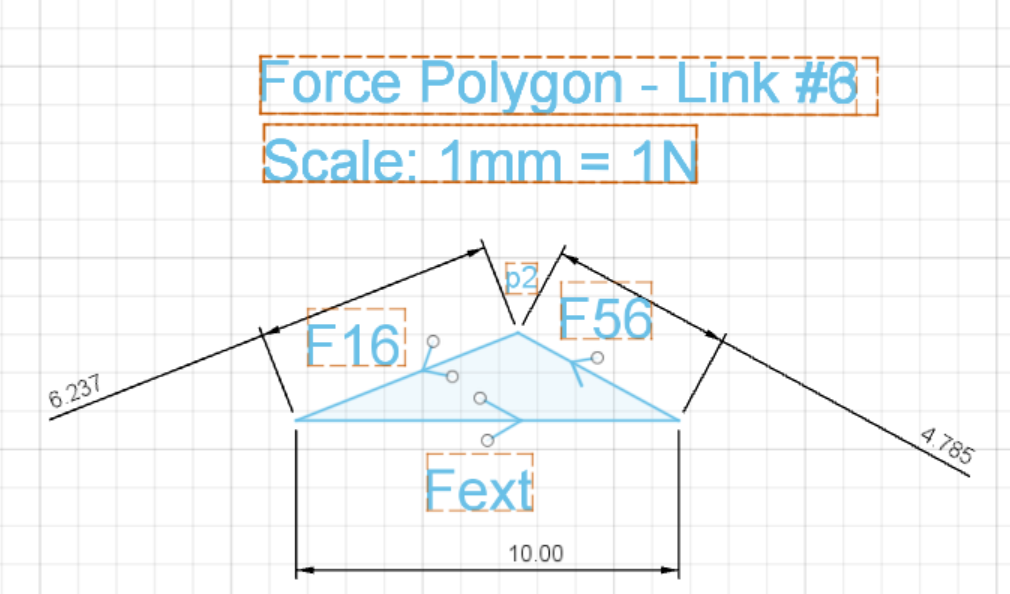 Force Polygon - Link #6
Scale: 1mm = 1N
p2
F16
F56
6.237
4.785
Fext
10.00